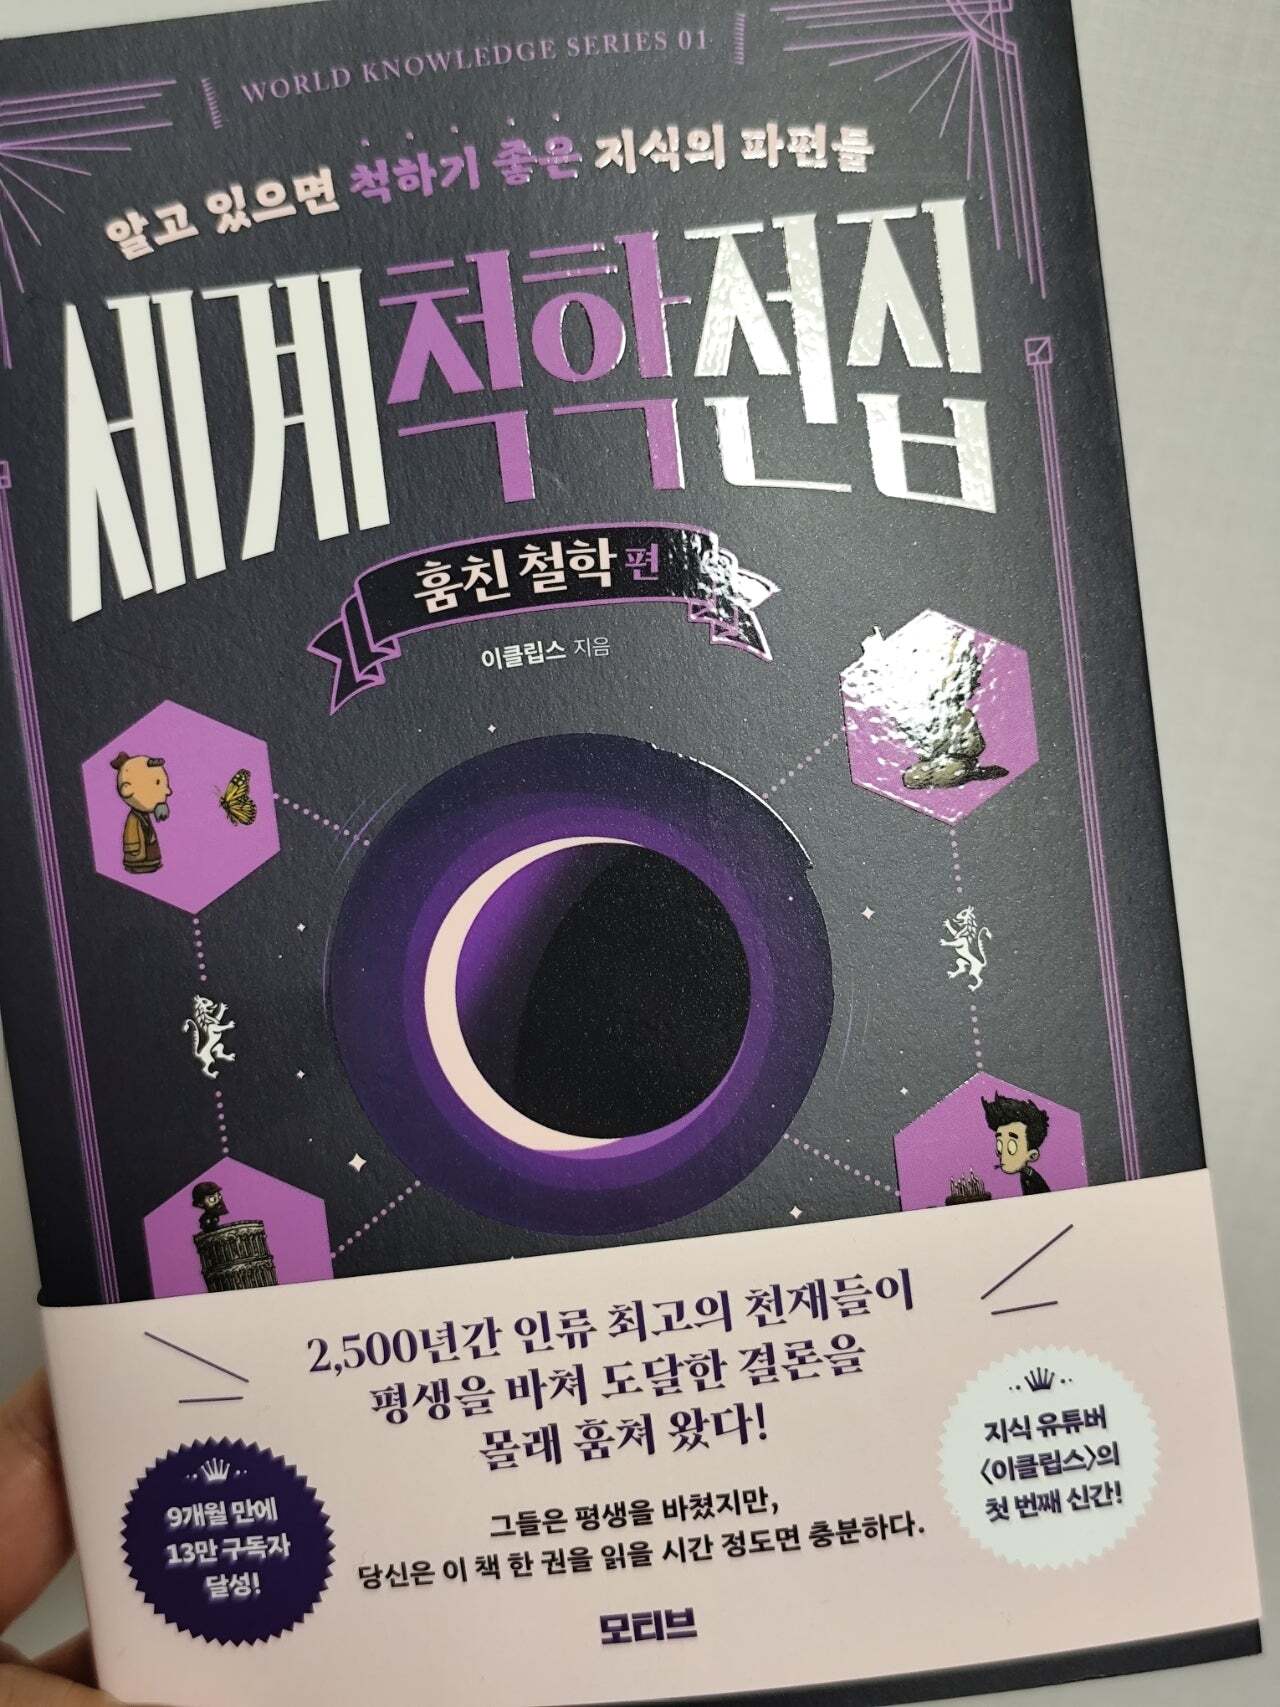 WORLD KNOWLEDGE SERIES 01
알고 있으면 척하기 좋은 지식의 파편들
세계척학전집
훔친 철학 편
이클립스 지음
2,500년간 인류 최고의 천재들이
평생을 바쳐 도달한 결론을
몰래 훔쳐 왔다!
그들은 평생을 바쳤지만,
당신은 이 책 한 권을 읽을 시간 정도면 충분하다.
9개월 만에
13만 구독자
달성!
지식 유튜버
〈이클립스〉의
첫 번째 신간!
모티브